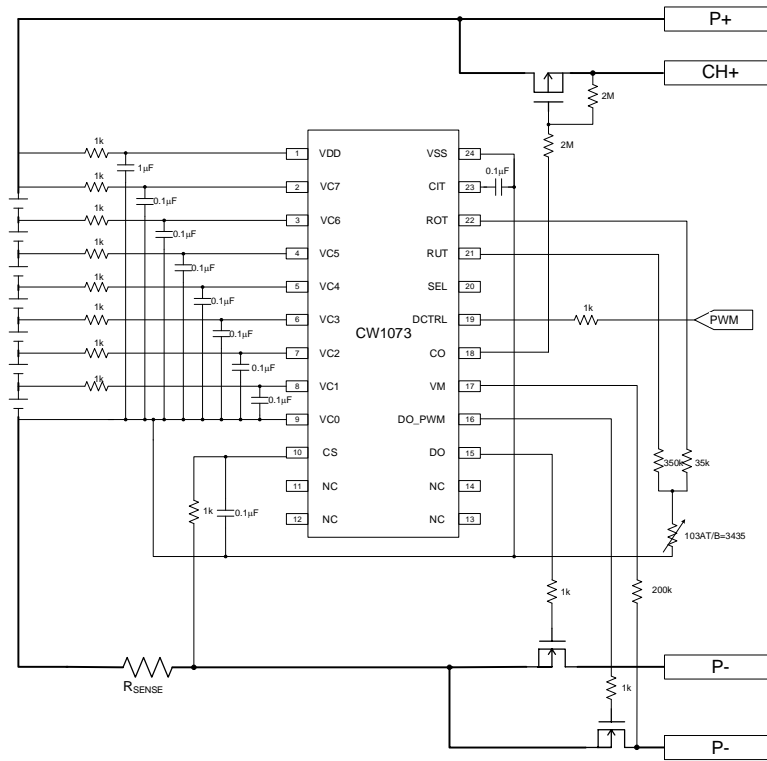 P+
CH+
2M
2M
1k
1 VDD VSS 24
1µF
0.1µF
1k
2 VC7 CIT 23
0.1µF
1k
3 VC6 ROT 22
0.1µF
1k
4 VC5 RUT 21
0.1µF
1k
5 VC4 SEL 20
0.1µF
1k
6 VC3 DCTRL 19
1k
PWM
0.1µF
CW1073
1k
7 VC2 CO 18
0.1µF
1k
8 VC1 VM 17
0.1µF
9 VC0 DO_PWM 16
10 CS DO 15
350k
35k
11 NC NC 14
1k
0.1µF
12 NC NC 13
103AT/B=3435
1k
200k
P-
RSENSE
1k
P-